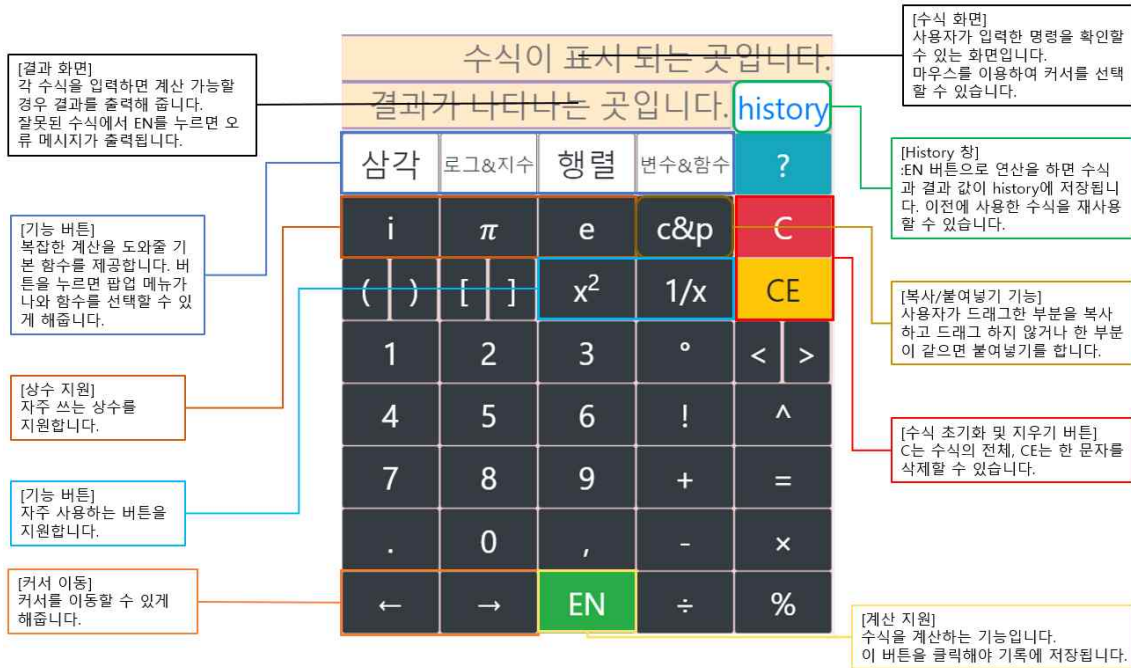 [수식 화면]
사용자가 입력한 명령을 확인할
수 있는 화면입니다.
마우스를 이용하여 커서를 선택
할 수 있습니다.
수식이 표시 되는 곳입니다.
[결과 화면]
각 수식을 입력하면 계산 가능할
경우 결과를 출력해 줍니다.
잘못된 수식에서 EN를 누르면 오
류 메시지가 출력됩니다.
결과가 나타나는 곳입니다. history
삼각 로그&지수 행렬 변수&함수 ?
[History 창]
:EN 버튼으로 연산을 하면 수식
과 결과 값이 history에 저장됩니
다. 이전에 사용한 수식을 재사용
할 수 있습니다.
[기능 버튼]
복잡한 계산을 도와줄 기
본 함수를 제공합니다. 버
튼을 누르면 팝업 메뉴가
나와 함수를 선택할 수 있
게 해줍니다.
i π e c&p C
( ) [ ] x² 1/x CE
[복사/붙여넣기 기능]
사용자가 드래그한 부분을 복사
하고 드래그 하지 않거나 한 부분
이 같으면 붙여넣기를 합니다.
1 2 3 ° < >
[상수 지원]
자주 쓰는 상수를
지원합니다.
4 5 6 ! ^
[수식 초기화 및 지우기 버튼]
C는 수식의 전체, CE는 한 문자를
삭제할 수 있습니다.
7 8 9 + =
[기능 버튼]
자주 사용하는 버튼을
지원합니다.
. 0 , - ×
[커서 이동]
커서를 이동할 수 있게
해줍니다.
← → EN ÷ %
[계산 지원]
수식을 계산하는 기능입니다.
이 버튼을 클릭해야 기록에 저장됩니다.